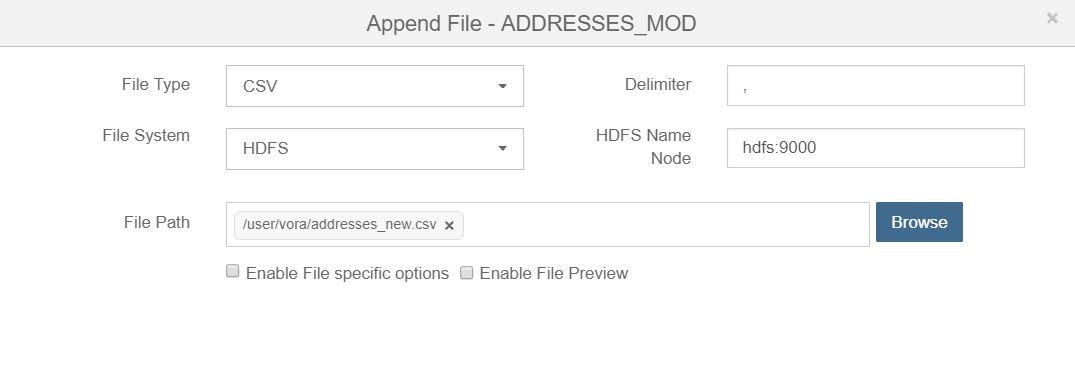 Append File - ADDRESSES_MOD
×
File Type
CSV
Delimiter
,
File System
HDFS
HDFS Name
Node
hdfs:9000
File Path
/user/vora/addresses_new.csv ×
Browse
Enable File specific options
Enable File Preview